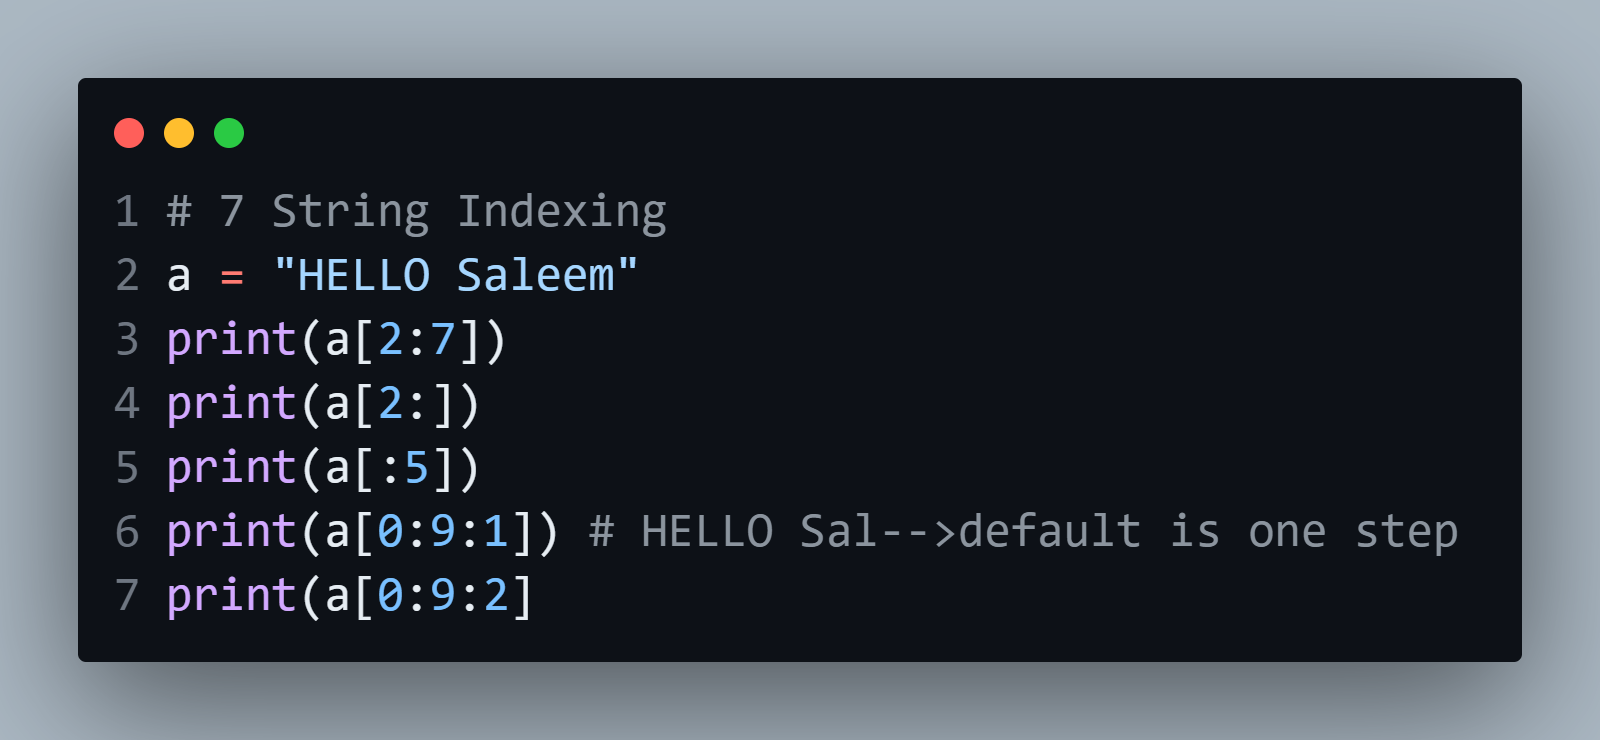 1 # 7 String Indexing
2 a = "HELLO Saleem"
3 print(a[2:7])
4 print(a[2:])
5 print(a[:5])
6 print(a[0:9:1]) # HELLO Sal-->default is one step
7 print(a[0:9:2]